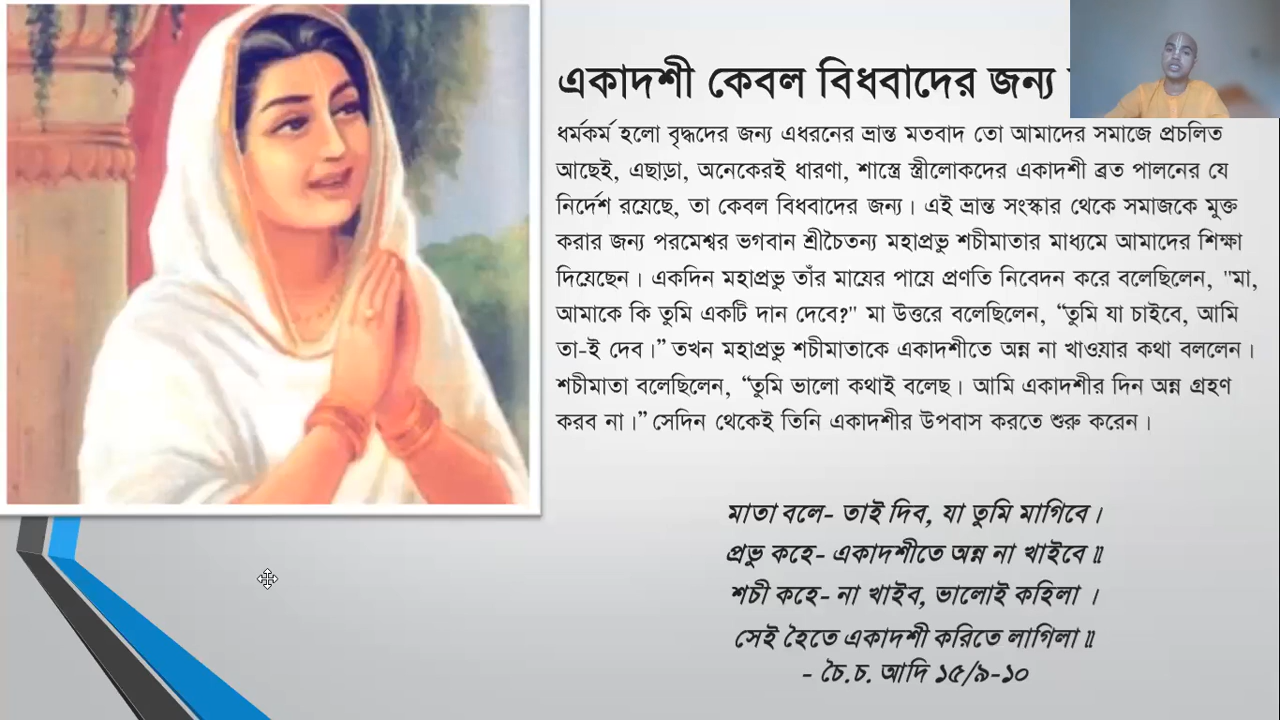 একাদশী কেবল বিধবাদের জন্য
ধর্মকর্ম হলো বৃদ্ধদের জন্য এধরনের ভ্রান্ত মতবাদ তো আমাদের সমাজে প্রচলিত
আছেই, এছাড়া, অনেকেরই ধারণা, শাস্ত্রে স্ত্রীলোকদের একাদশী ব্রত পালনের যে
নির্দেশ রয়েছে, তা কেবল বিধবাদের জন্য। এই ভ্রান্ত সংস্কার থেকে সমাজকে মুক্ত
করার জন্য পরমেশ্বর ভগবান শ্রীচৈতন্য মহাপ্রভু শচীমাতার মাধ্যমে আমাদের শিক্ষা
দিয়েছেন। একদিন মহাপ্রভু তাঁর মায়ের পায়ে প্রণতি নিবেদন করে বলেছিলেন, "মা,
আমাকে কি তুমি একটি দান দেবে?" মা উত্তরে বলেছিলেন, “তুমি যা চাইবে, আমি
তা-ই দেব।” তখন মহাপ্রভু শচীমাতাকে একাদশীতে অন্ন না খাওয়ার কথা বললেন।
শচীমাতা বলেছিলেন, “তুমি ভালো কথাই বলেছ। আমি একাদশীর দিন অন্ন গ্রহণ
করব না।” সেদিন থেকেই তিনি একাদশীর উপবাস করতে শুরু করেন।
মাতা বলে- তাই দিব, যা তুমি মাগিবে।
প্রভু কহে- একাদশীতে অন্ন না খাইবে॥
শচী কহে- না খাইব, ভালোই কহিলা ।
সেই হৈতে একাদশী করিতে লাগিলা॥
- চৈ.চ. আদি ১৫/৯-১০